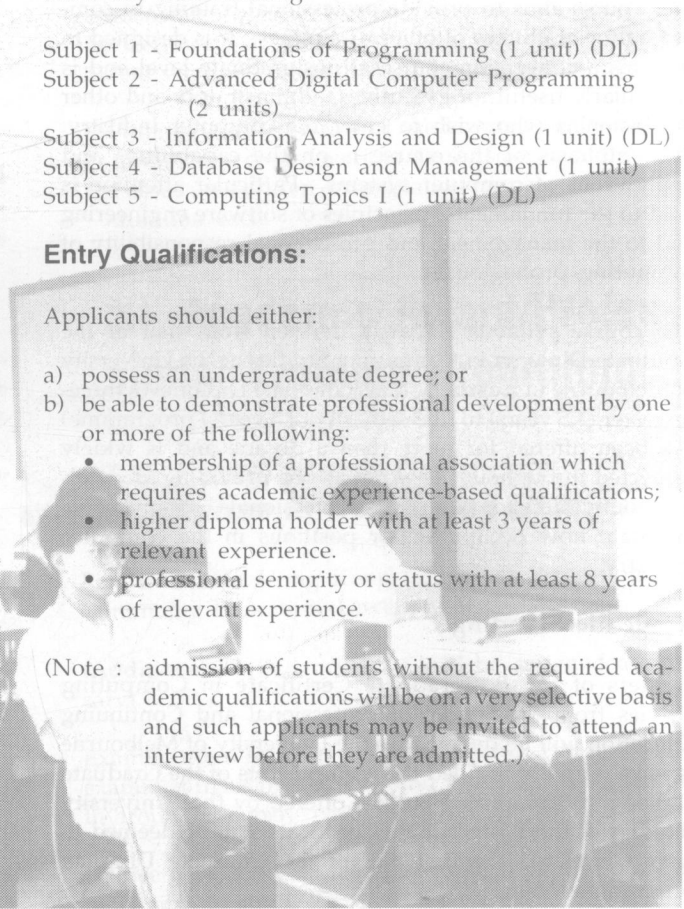 Subject 1 - Foundations of Programming (1 unit) (DL)
Subject 2 - Advanced Digital Computer Programming
(2 units)
Subject 3 - Information Analysis and Design (1 unit) (DL)
Subject 4 - Database Design and Management (1 unit)
Subject 5 - Computing Topics I (1 unit) (DL)
Entry Qualifications:
Applicants should either:
a) possess an undergraduate degree; or
b) be able to demonstrate professional development by one
or more of the following:
• membership of a professional association which
requires academic experience-based qualifications;
• higher diploma holder with at least 3 years of
relevant experience.
• professional seniority or status with at least 8 years
of relevant experience.
(Note : admission of students without the required aca-
demic qualifications will be on a very selective basis
and such applicants may be invited to attend an
interview before they are admitted.)